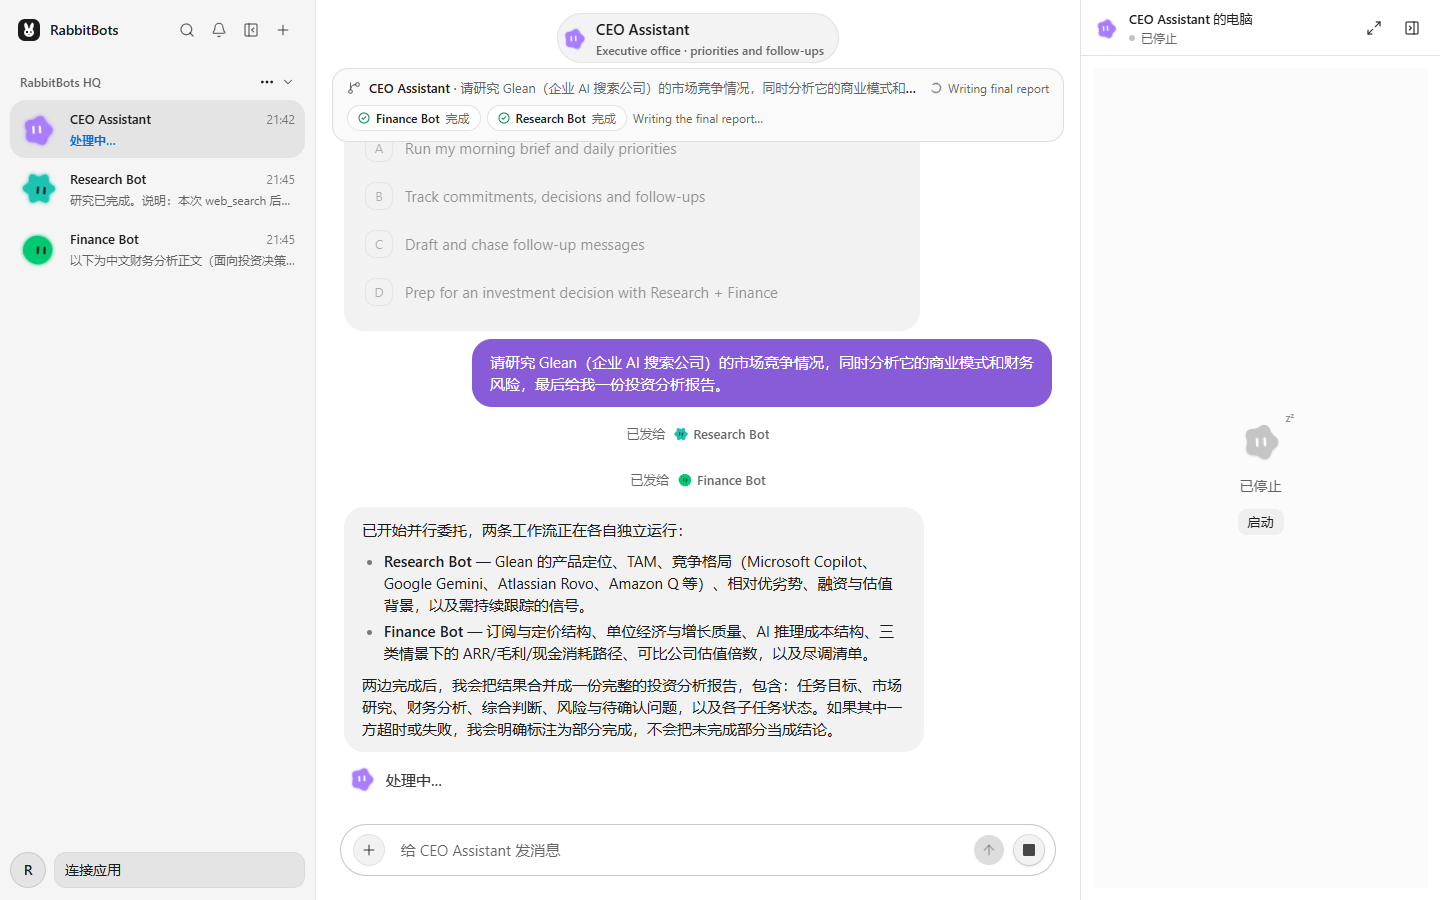 RabbitBots
RabbitBots HQ
CEO Assistant 21:42
处理中...
Research Bot 21:45
研究已完成。说明：本次 web_search 后...
Finance Bot 21:45
以下为中文财务分析正文（面向投资决策...
R
连接应用
CEO Assistant
Executive office · priorities and follow-ups
CEO Assistant · 请研究 Glean（企业 AI 搜索公司）的市场竞争情况，同时分析它的商业模式和... Writing final report
Finance Bot 完成 Research Bot 完成 Writing the final report...
A Run my morning brief and daily priorities
B Track commitments, decisions and follow-ups
C Draft and chase follow-up messages
D Prep for an investment decision with Research + Finance
请研究 Glean（企业 AI 搜索公司）的市场竞争情况，同时分析它的商业模式和财务
风险，最后给我一份投资分析报告。
已发给 Research Bot
已发给 Finance Bot
已开始并行委托，两条工作流正在各自独立运行：
• Research Bot — Glean 的产品定位、TAM、竞争格局（Microsoft Copilot、
Google Gemini、Atlassian Rovo、Amazon Q 等）、相对优劣势、融资与估值
背景，以及需持续跟踪的信号。
• Finance Bot — 订阅与定价结构、单位经济与增长质量、AI 推理成本结构、三
类情景下的 ARR/毛利/现金消耗路径、可比公司估值倍数，以及尽调清单。
两边完成后，我会把结果合并成一份完整的投资分析报告，包含：任务目标、市场
研究、财务分析、综合判断、风险与待确认问题，以及各子任务状态。如果其中一
方超时或失败，我会明确标注为部分完成，不会把未完成部分当成结论。
处理中...
给 CEO Assistant 发消息
CEO Assistant 的电脑
已停止
zz
已停止
启动